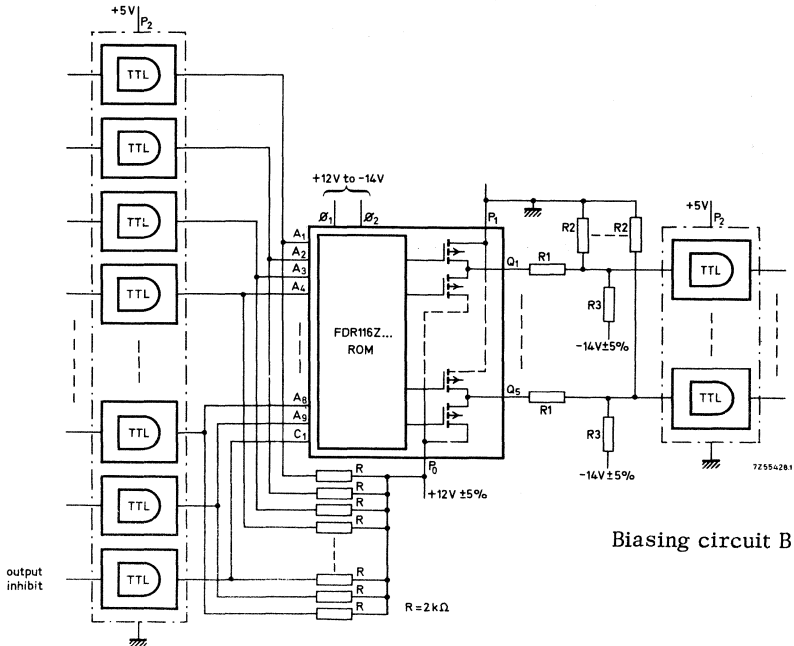 +5V
P2
TTL
TTL
TTL
TTL
TTL
TTL
TTL
output
inhibit
+12V to -14V
Ø1
Ø2
A1
A2
A3
A4
A8
A9
C1
FDR116Z...
ROM
P1
Q1
Q5
P0
+12V ±5%
R
R
R
R
R
R
R
R=2kΩ
R1
R2
R2
R3
-14V±5%
R1
R3
-14V±5%
+5V
P2
TTL
TTL
7Z55428.1
Biasing circuit B